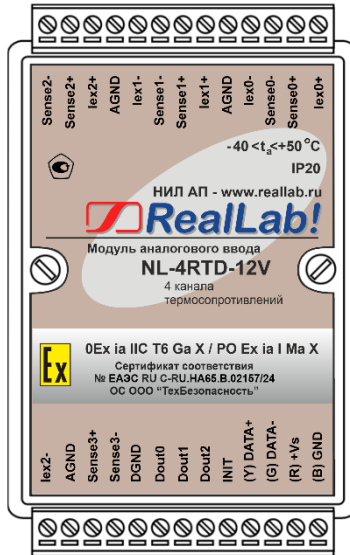 Sense2-
Sense2+
Iex2+
AGND
Iex1-
Sense1-
Sense1+
Iex1+
AGND
Iex0-
Sense0-
Sense0+
Iex0+
-40 <ta<+50 °C
IP20
НИЛ АП - www.reallab.ru
RealLab!
Модуль аналогового ввода
NL-4RTD-12V
4 канала
термосопротивлений
Ex
0Ex ia IIC T6 Ga X / PO Ex ia I Ma X
Сертификат соответствия
№ ЕАЭС RU C-RU.HA65.B.02157/24
ОС ООО "ТехБезопасность"
Iex2-
AGND
Sense3+
Sense3-
DGND
Dout0
Dout1
Dout2
INIT
(Y) DATA+
(G) DATA-
(R) +Vs
(B) GND